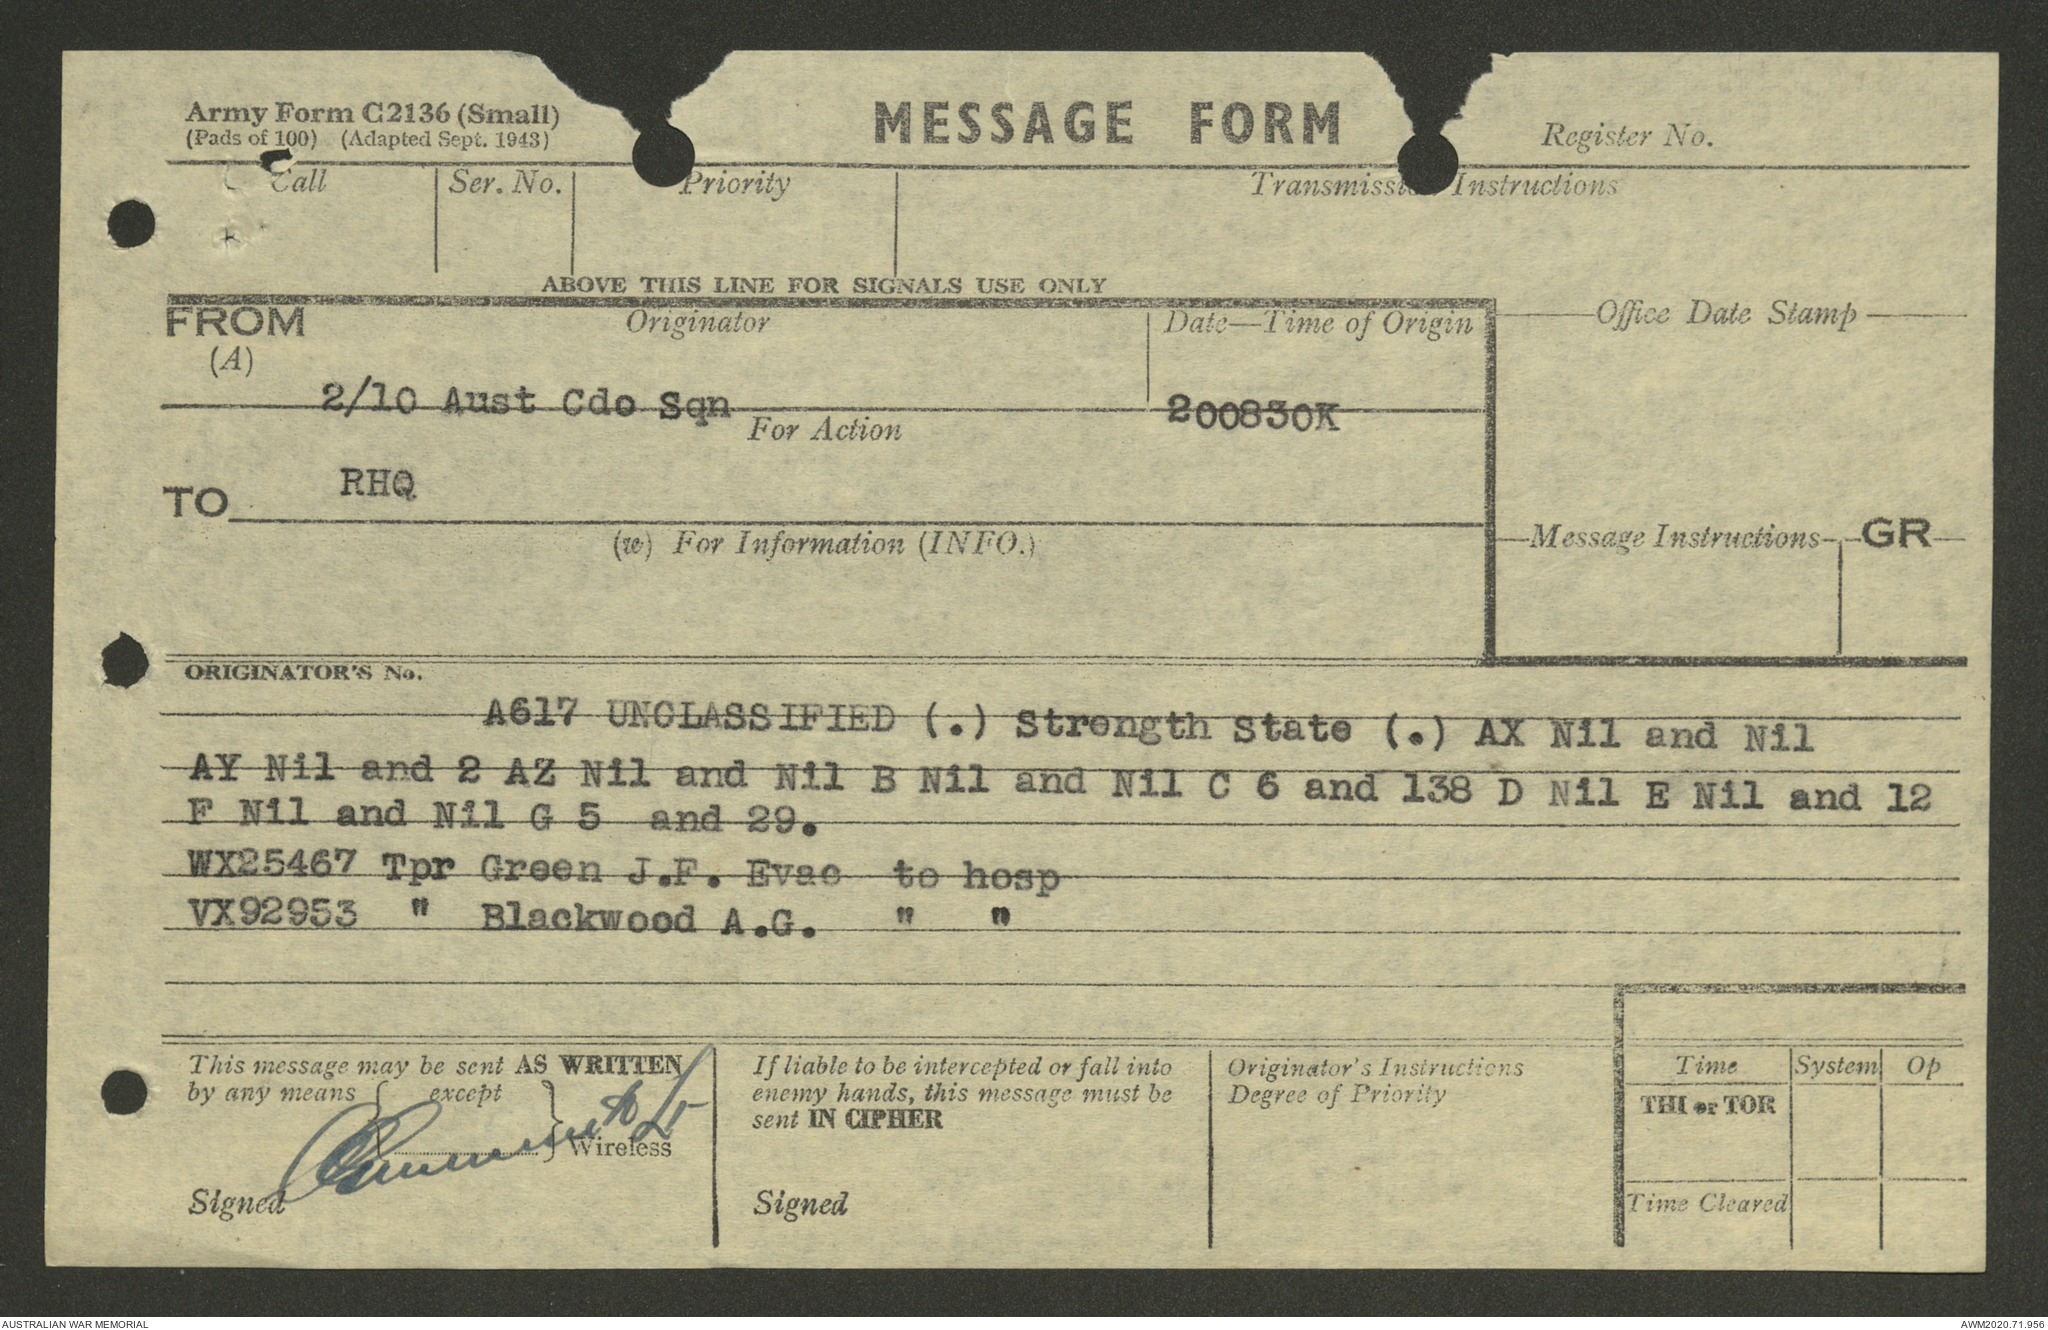 Army Form C2136 (Small)
(Pads of 100) (Adapted Sept. 1943)
MESSAGE FORM
Register No.
Call
Ser. No.
Priority
Transmission Instructions
ABOVE THIS LINE FOR SIGNALS USE ONLY
FROM
(A)
Originator
Date—Time of Origin
Office Date Stamp
2/10 Aust Cdo Sqn
200830K
For Action
TO
RHQ
(w) For Information (INFO.)
Message Instructions
GR
ORIGINATOR'S No.
A617 UNCLASSIFIED (.) Strength State (.) AX Nil and Nil
AY Nil and 2 AZ Nil and Nil B Nil and Nil C 6 and 138 D Nil E Nil and 12
F Nil and Nil G 5 and 29.
WX25467 Tpr Green J.F. Evac to hosp
VX92953 " Blackwood A.G. " "
This message may be sent AS WRITTEN
by any means { except
} Wireless
Signed
If liable to be intercepted or fall into
enemy hands, this message must be
sent IN CIPHER
Signed
Originator's Instructions
Degree of Priority
Time
System
Op
THI or TOR
Time Cleared
AUSTRALIAN WAR MEMORIAL
AWM2020.71.956